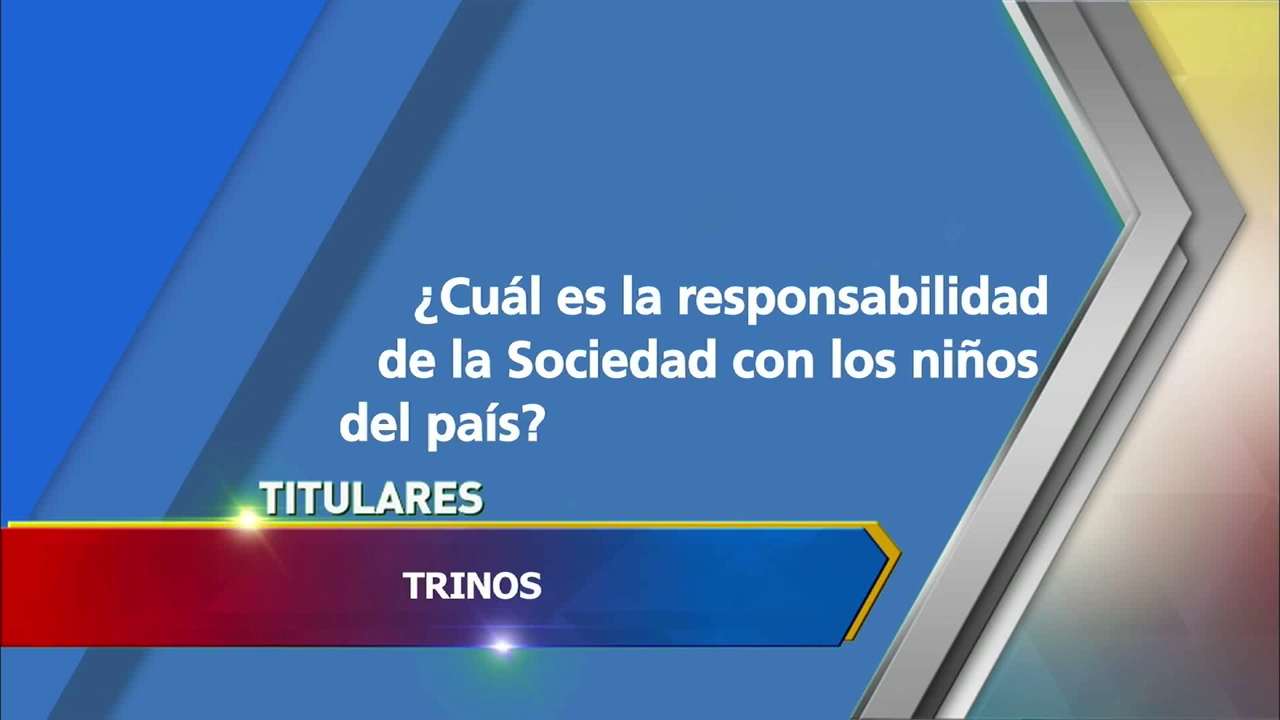 ¿Cuál es la responsabilidad
de la Sociedad con los niños
del país?
TITULARES
TRINOS